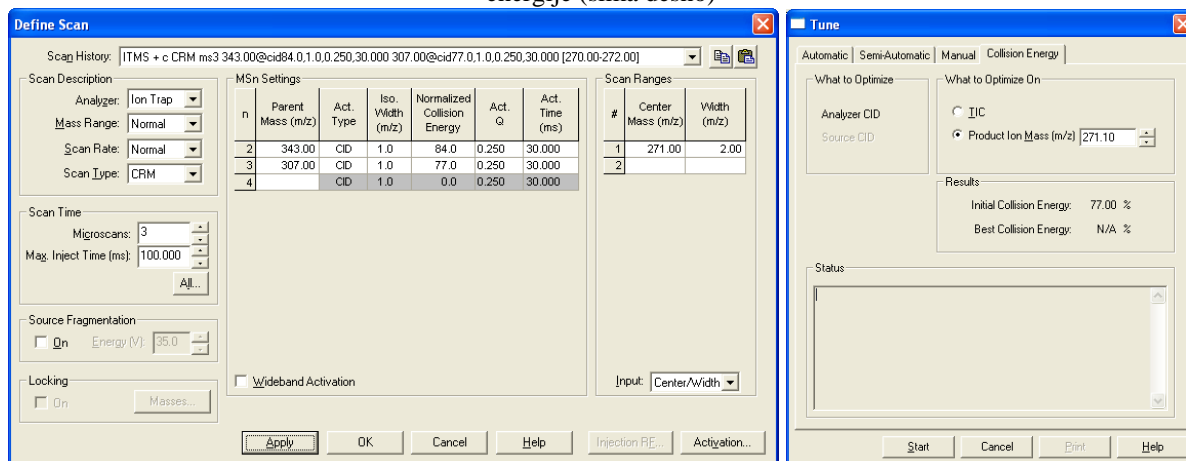 energije (slika desno)
Define Scan
Scan History: ITMS + c CRM ms3 343.00@cid84.0,1.0,0.250,30.000 307.00@cid77.0,1.0,0.250,30.000 [270.00-272.00]
Scan Description
Analyzer: Ion Trap
Mass Range: Normal
Scan Rate: Normal
Scan Type: CRM
Scan Time
Microscans: 3
Max. Inject Time (ms): 100.000
All...
Source Fragmentation
On Energy (V): 35.0
Locking
On Masses...
MSn Settings
n Parent Mass (m/z) Act. Type Iso. Width (m/z) Normalized Collision Energy Act. Q Act. Time (ms)
2 343.00 CID 1.0 84.0 0.250 30.000
3 307.00 CID 1.0 77.0 0.250 30.000
4 CID 1.0 0.0 0.250 30.000
Wideband Activation
Scan Ranges
# Center Mass (m/z) Width (m/z)
1 271.00 2.00
2
Input: Center/Width
Apply OK Cancel Help Injection RF... Activation...
Tune
Automatic Semi-Automatic Manual Collision Energy
What to Optimize
Analyzer CID
Source CID
What to Optimize On
TIC
Product Ion Mass (m/z) 271.10
Results
Initial Collision Energy: 77.00 %
Best Collision Energy: N/A %
Status
Start Cancel Print Help